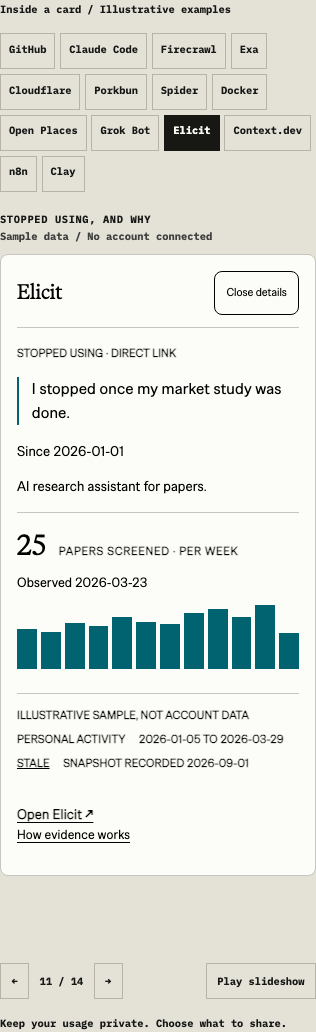 Inside a card / Illustrative examples
GitHub Claude Code Firecrawl Exa
Cloudflare Porkbun Spider Docker
Open Places Grok Bot Elicit Context.dev
n8n Clay
STOPPED USING, AND WHY
Sample data / No account connected
Elicit Close details
STOPPED USING · DIRECT LINK
I stopped once my market study was
done.
Since 2026-01-01
AI research assistant for papers.
25 PAPERS SCREENED · PER WEEK
Observed 2026-03-23
ILLUSTRATIVE SAMPLE, NOT ACCOUNT DATA
PERSONAL ACTIVITY 2026-01-05 TO 2026-03-29
STALE SNAPSHOT RECORDED 2026-09-01
Open Elicit ↗
How evidence works
← 11 / 14 → Play slideshow
Keep your usage private. Choose what to share.